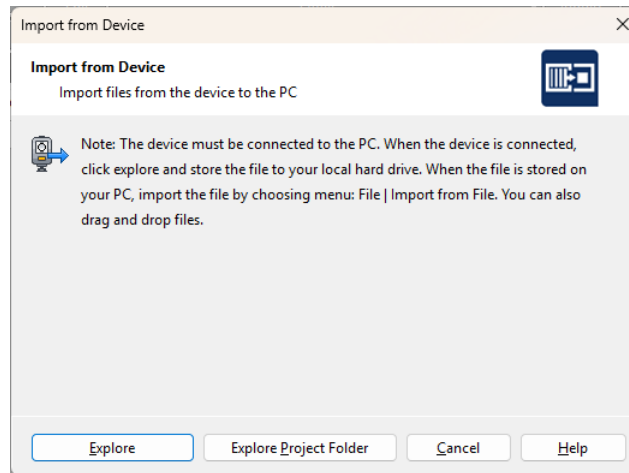 Import from Device
Import from Device
Import files from the device to the PC
Note: The device must be connected to the PC. When the device is connected,
click explore and store the file to your local hard drive. When the file is stored on
your PC, import the file by choosing menu: File | Import from File. You can also
drag and drop files.
Explore
Explore Project Folder
Cancel
Help